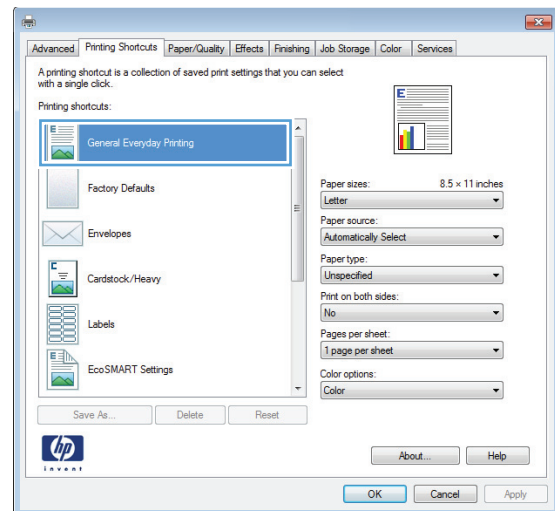 Advanced Printing Shortcuts Paper/Quality Effects Finishing Job Storage Color Services
A printing shortcut is a collection of saved print settings that you can select
with a single click.
Printing shortcuts:
E
General Everyday Printing
Factory Defaults
Envelopes
C
Cardstock/Heavy
Labels
E
EcoSMART Settings
Save As... Delete Reset
E
Paper sizes: 8.5 × 11 inches
Letter
Paper source:
Automatically Select
Paper type:
Unspecified
Print on both sides:
No
Pages per sheet:
1 page per sheet
Color options:
Color
hp
invent
About... Help
OK Cancel Apply